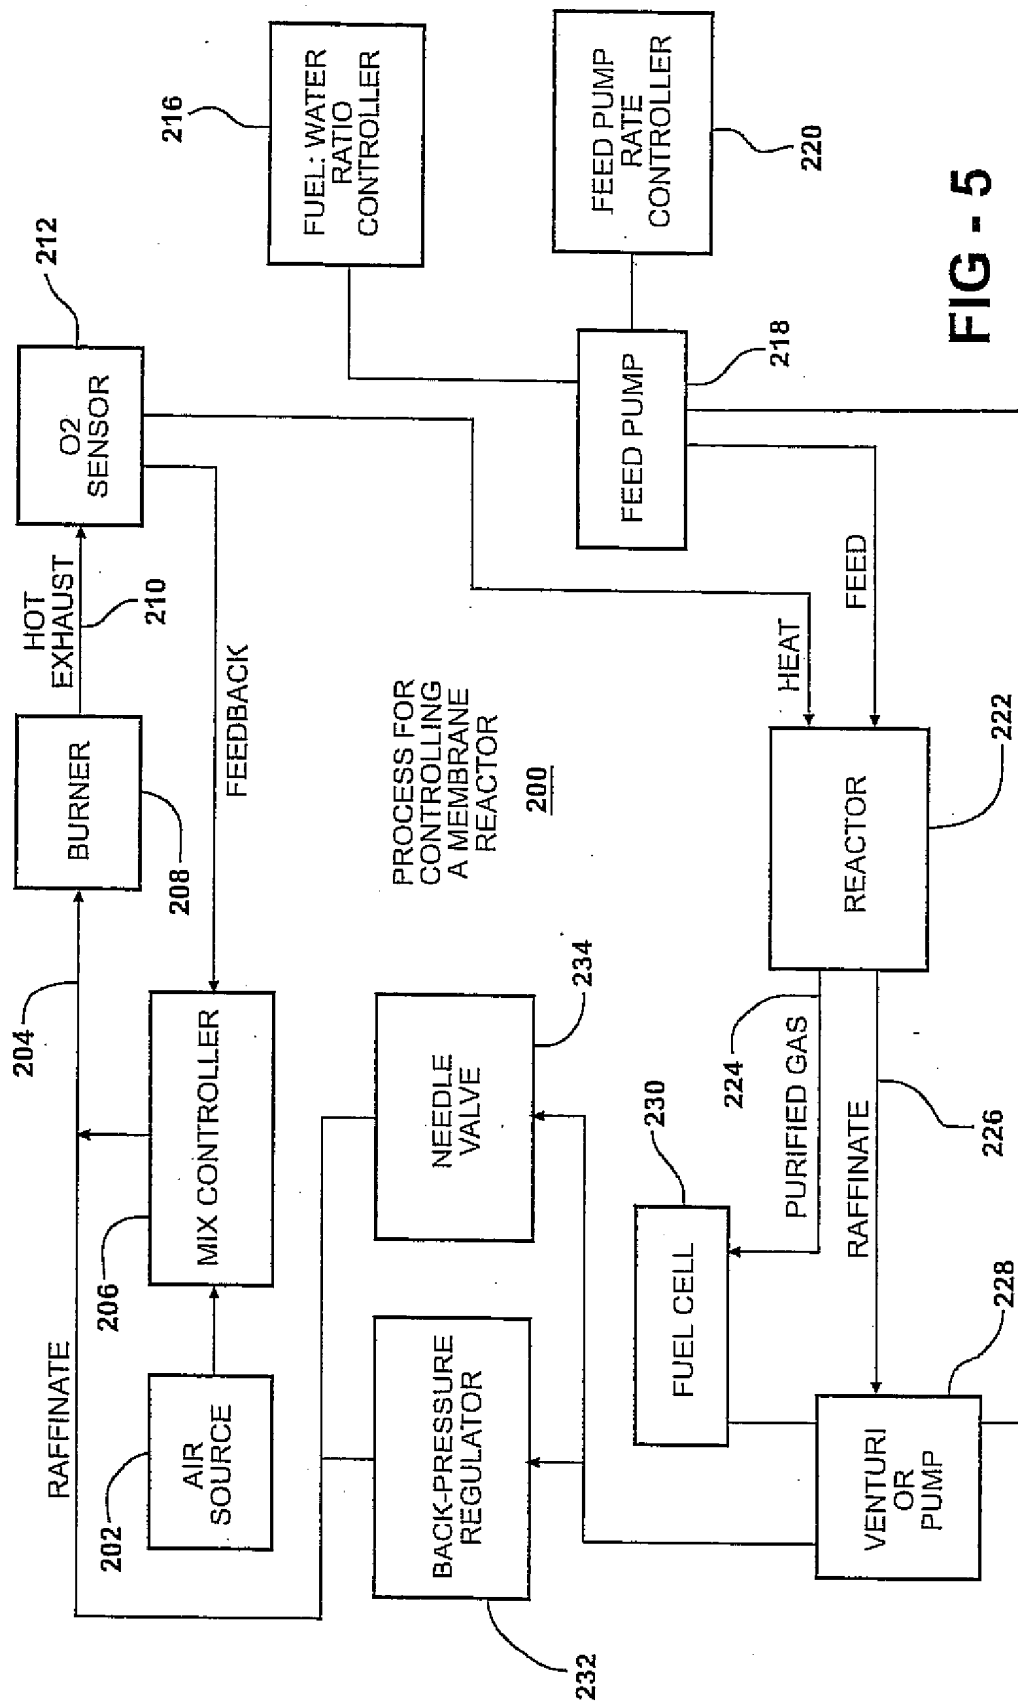 RAFFINATE
204
208
BURNER
HOT
EXHAUST
210
O2
SENSOR
212
202
AIR
SOURCE
206
MIX CONTROLLER
FEEDBACK
216
FUEL: WATER
RATIO
CONTROLLER
232
BACK-PRESSURE
REGULATOR
NEEDLE
VALVE
234
PROCESS FOR
CONTROLLING
A MEMBRANE
REACTOR
200
FEED PUMP
218
FEED PUMP
RATE
CONTROLLER
220
FUEL CELL
230
PURIFIED GAS
224
HEAT
FEED
VENTURI
OR
PUMP
228
RAFFINATE
226
REACTOR
222
FIG - 5